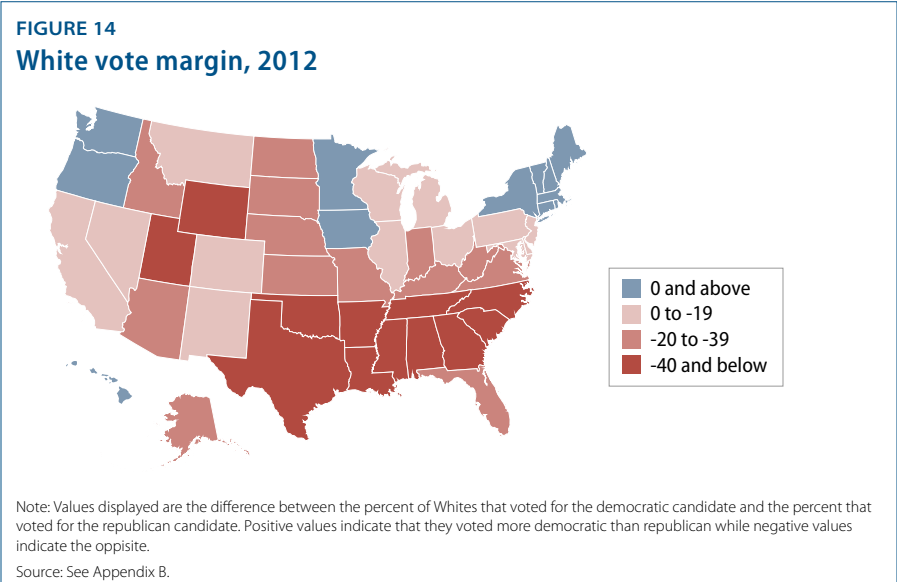 FIGURE 14
White vote margin, 2012
0 and above
0 to -19
-20 to -39
-40 and below
Note: Values displayed are the difference between the percent of Whites that voted for the democratic candidate and the percent that
voted for the republican candidate. Positive values indicate that they voted more democratic than republican while negative values
indicate the oppisite.
Source: See Appendix B.